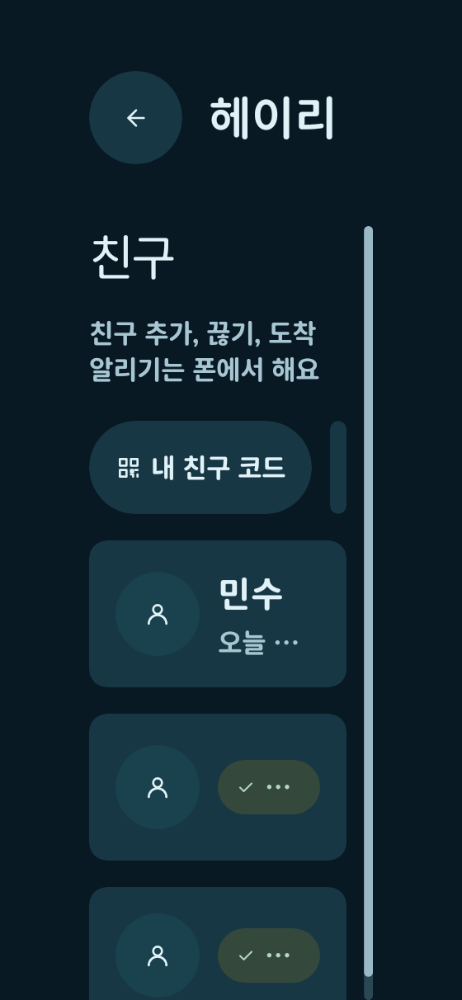 헤이리
친구
친구 추가, 끊기, 도착
알리기는 폰에서 해요
내 친구 코드
민수
오늘 …
…
…